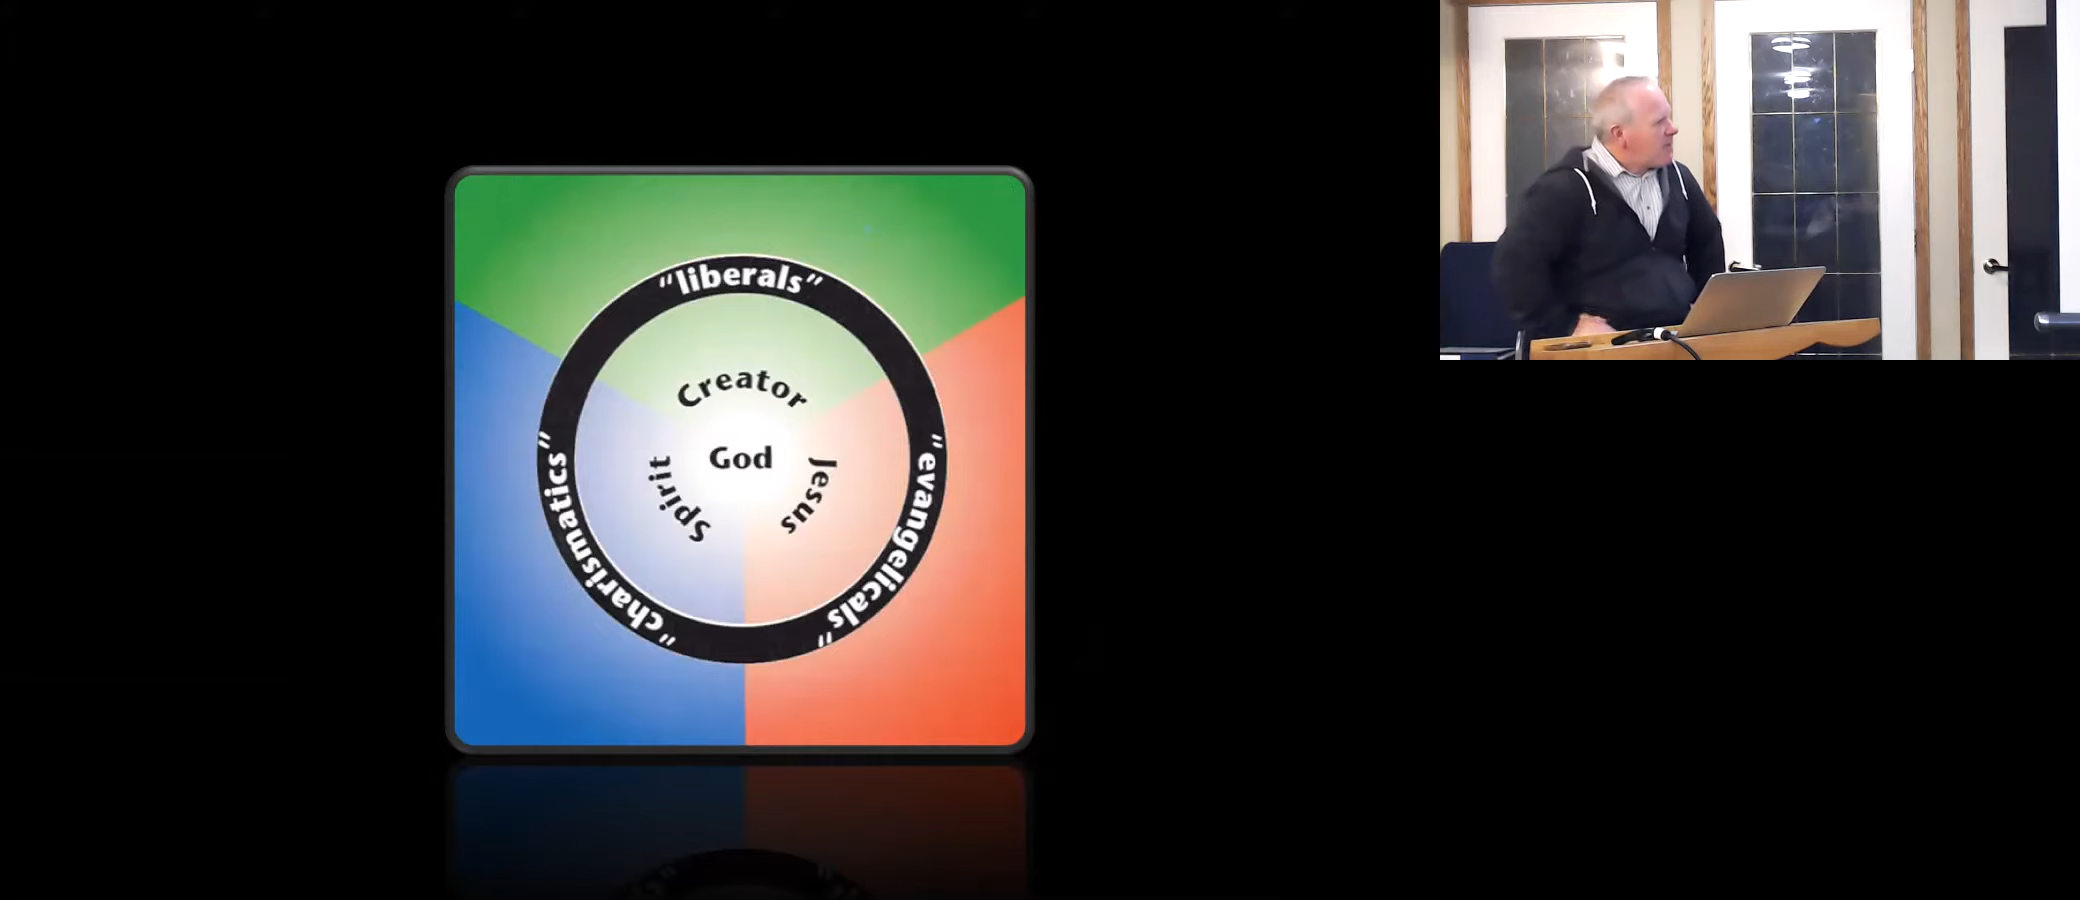 "liberals"
Creator
God
Spirit
Jesus
"charismatics"
"evangelicals"